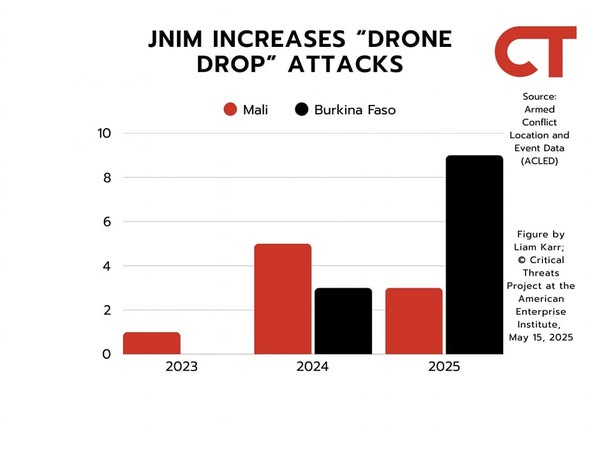 JNIM INCREASES “DRONE
DROP” ATTACKS
CT
Mali
Burkina Faso
Source:
Armed
Conflict
Location and
Event Data
(ACLED)
10
8
6
4
2
0
2023
2024
2025
Figure by
Liam Karr;
© Critical
Threats
Project at the
American
Enterprise
Institute,
May 15, 2025